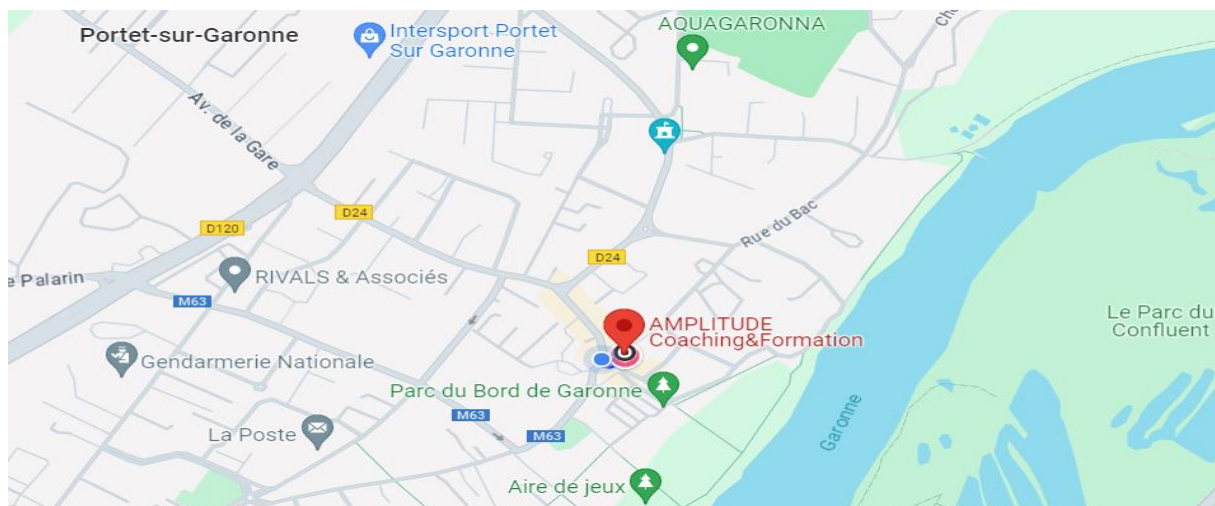 Portet-sur-Garonne
Intersport Portet
Sur Garonne
AQUAGARONNA
Av. de la Gare
D24
Rue du Bac
D120
D24
e Palarin
RIVALS & Associés
M63
Le Parc du
Confluent
AMPLITUDE
Coaching&Formation
Gendarmerie Nationale
Parc du Bord de Garonne
Garonne
La Poste
M63
M63
Aire de jeux